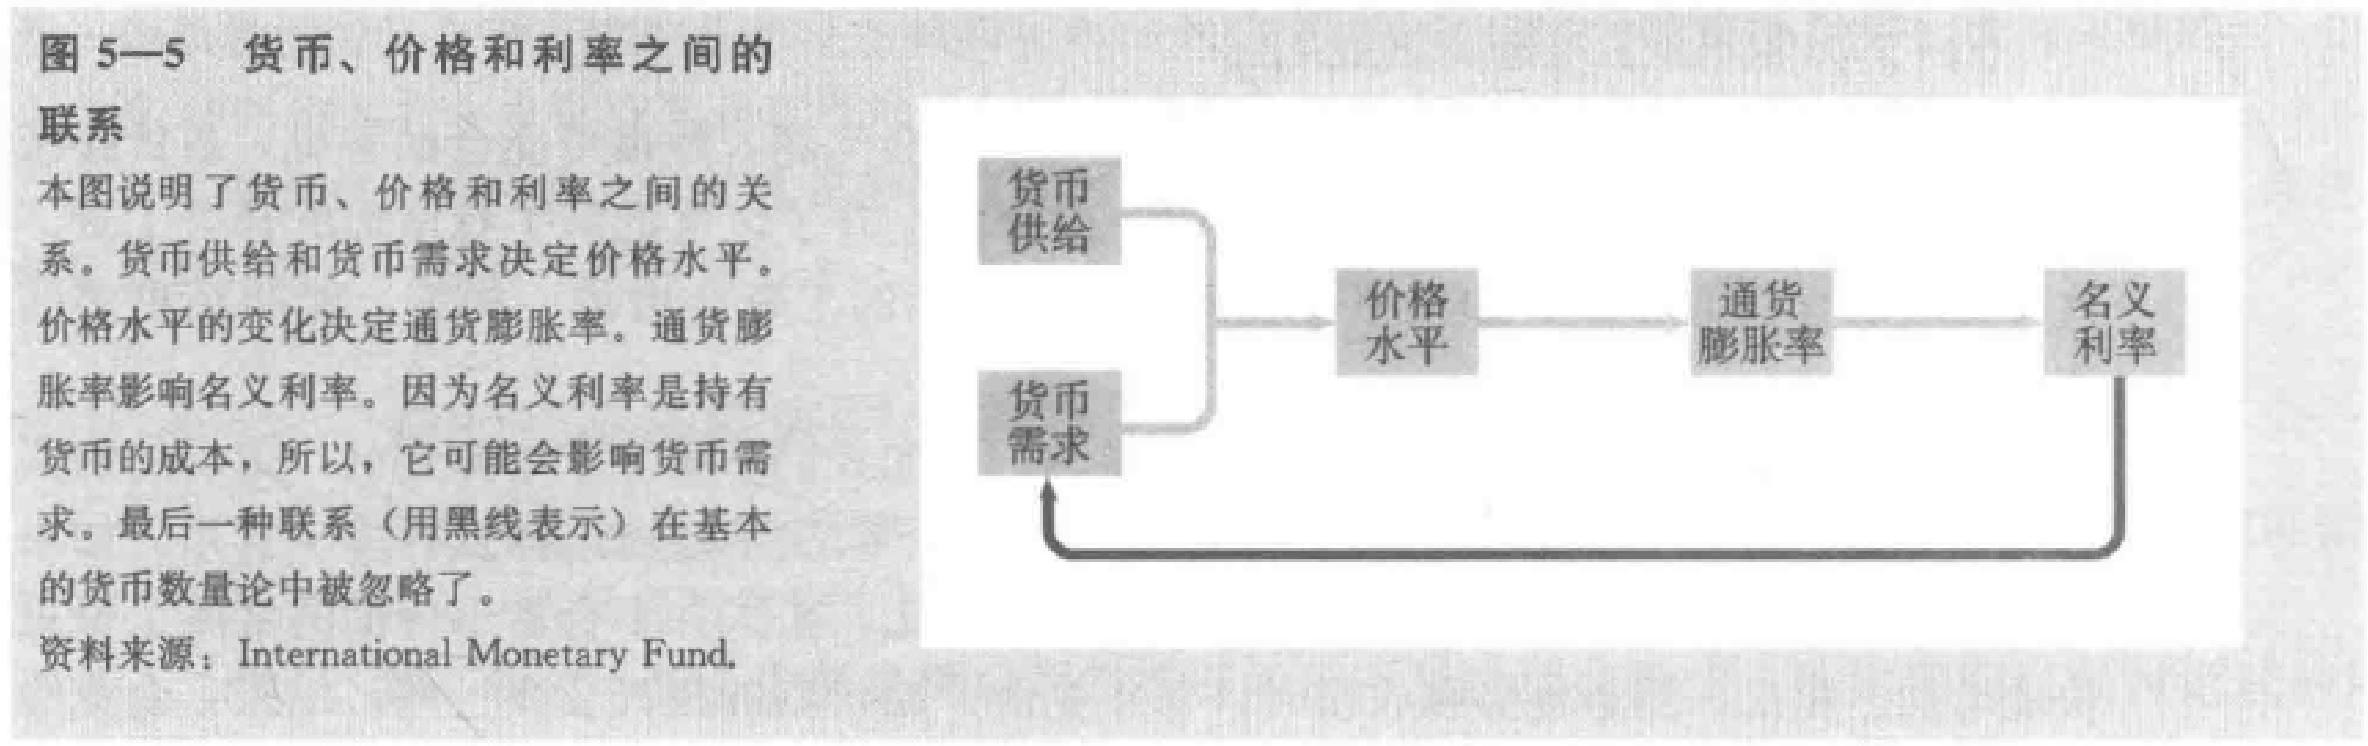 图 5—5 货币、价格和利率之间的
联系
本图说明了货币、价格和利率之间的关
系。货币供给和货币需求决定价格水平。
价格水平的变化决定通货膨胀率。通货膨
胀率影响名义利率。因为名义利率是持有
货币的成本，所以，它可能会影响货币需
求。最后一种联系（用黑线表示）在基本
的货币数量论中被忽略了。
资料来源：International Monetary Fund.
货币
供给
货币
需求
价格
水平
通货
膨胀率
名义
利率